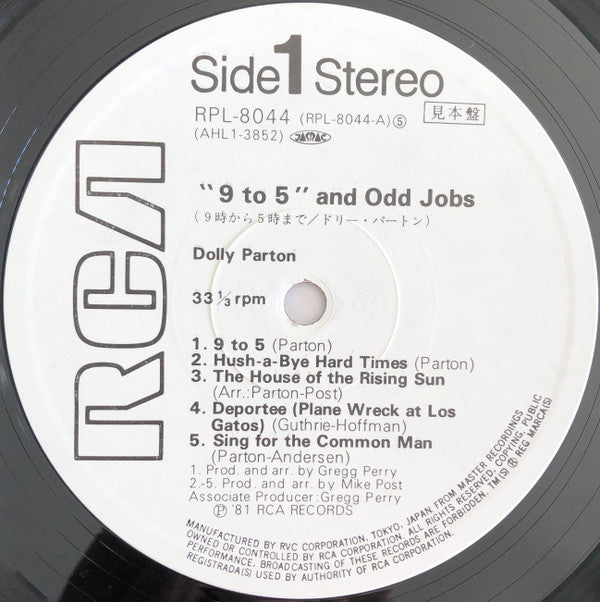 Side 1 Stereo
RPL-8044 (RPL-8044-A)⑤ 見本盤
(AHL1-3852) JASRAC
RCA
"9 to 5" and Odd Jobs
(9時から5時まで/ドリー・パートン)
Dolly Parton
33 1/3 rpm
1. 9 to 5 (Parton)
2. Hush-a-Bye Hard Times (Parton)
3. The House of the Rising Sun
(Arr.:Parton-Post)
4. Deportee (Plane Wreck at Los
Gatos) (Guthrie-Hoffman)
5. Sing for the Common Man
(Parton-Andersen)
1. Prod. and arr. by Gregg Perry
2.-5. Prod. and arr. by Mike Post
Associate Producer: Gregg Perry
Ⓟ '81 RCA RECORDS
MANUFACTURED BY RVC CORPORATION, TOKYO, JAPAN, FROM MASTER RECORDINGS
OWNED OR CONTROLLED BY RCA CORPORATION. ALL RIGHTS RESERVED. COPYING, PUBLIC
PERFORMANCE, BROADCASTING OF THESE RECORDS ARE FORBIDDEN. TM(S) ® REG MARCA(S)
REGISTRADA(S) USED BY AUTHORITY OF RCA CORPORATION.